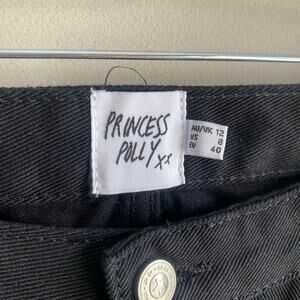 PRINCESS
POLLY xx
AU/UK 12
US 8
EU 40